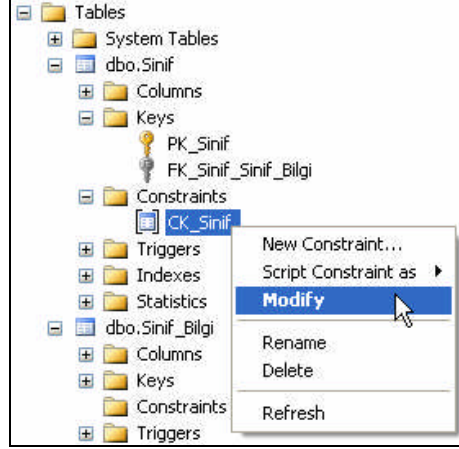 Tables
System Tables
dbo.Sinif
Columns
Keys
PK_Sinif
FK_Sinif_Sinif_Bilgi
Constraints
CK_Sinif
Triggers
Indexes
Statistics
dbo.Sinif_Bilgi
Columns
Keys
Constraints
Triggers
New Constraint...
Script Constraint as
Modify
Rename
Delete
Refresh